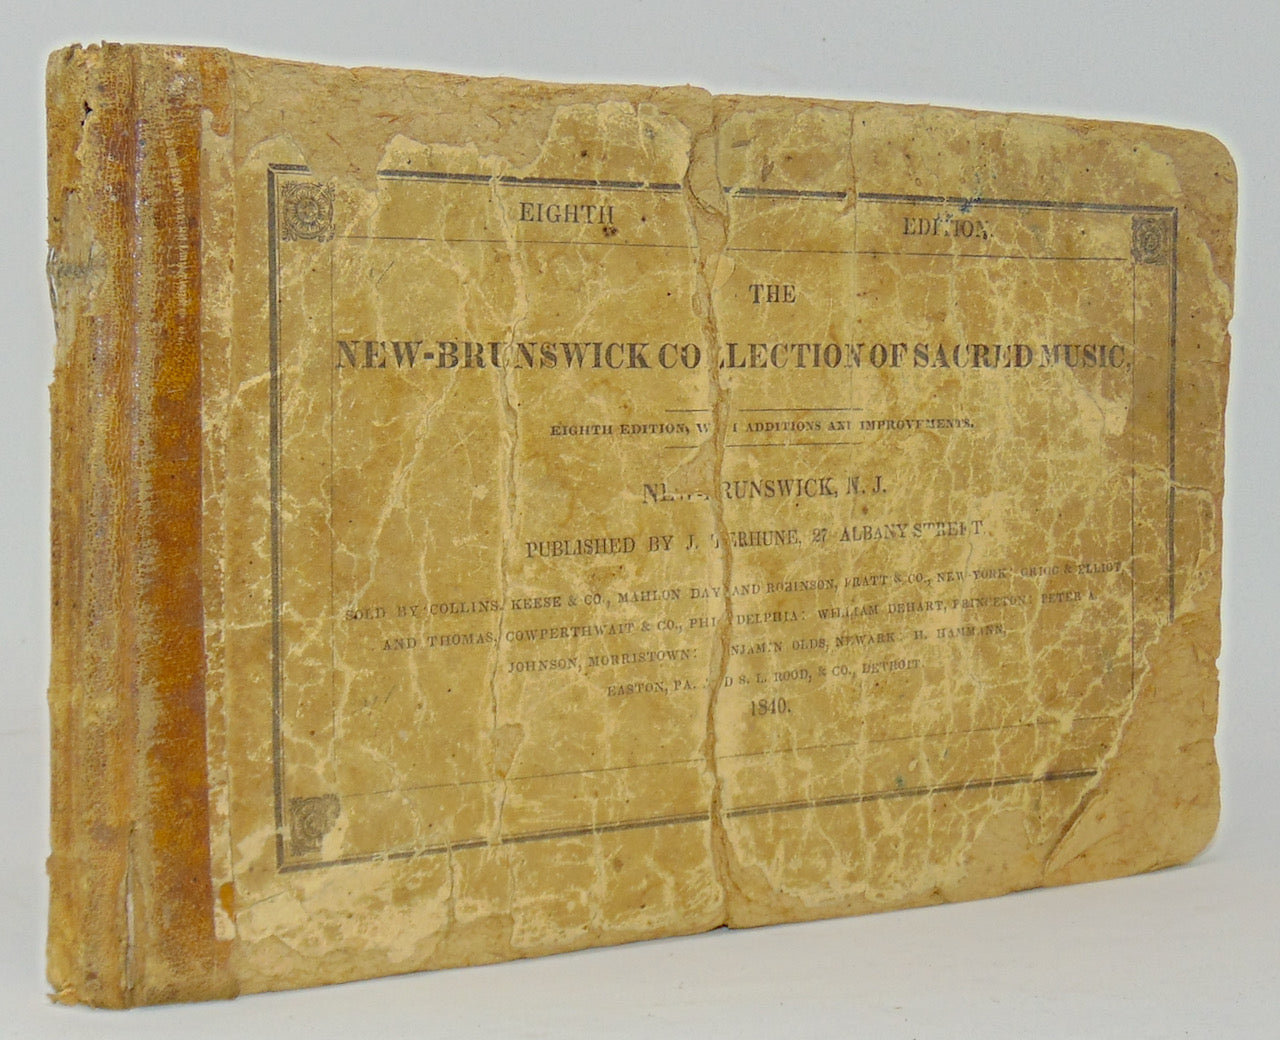 EIGHTH EDITION.
THE
NEW-BRUNSWICK COLLECTION OF SACRED MUSIC,
EIGHTH EDITION, WITH ADDITIONS AND IMPROVEMENTS.
NEW-BRUNSWICK, N. J.
PUBLISHED BY J. TERHUNE, 27 ALBANY STREET.
SOLD BY COLLINS, KEESE & CO., MAHLON DAY, AND ROBINSON, PRATT & CO., NEW YORK: GRIGG & ELLIOT,
AND THOMAS, COWPERTHWAIT & CO., PHILADELPHIA: WILLIAM DEHART, PRINCETON: PETER A.
JOHNSON, MORRISTOWN: BENJAMIN OLDS, NEWARK: H. HAMMANN,
EASTON, PA. AND S. L. ROOD, & CO., DETROIT.
1840.